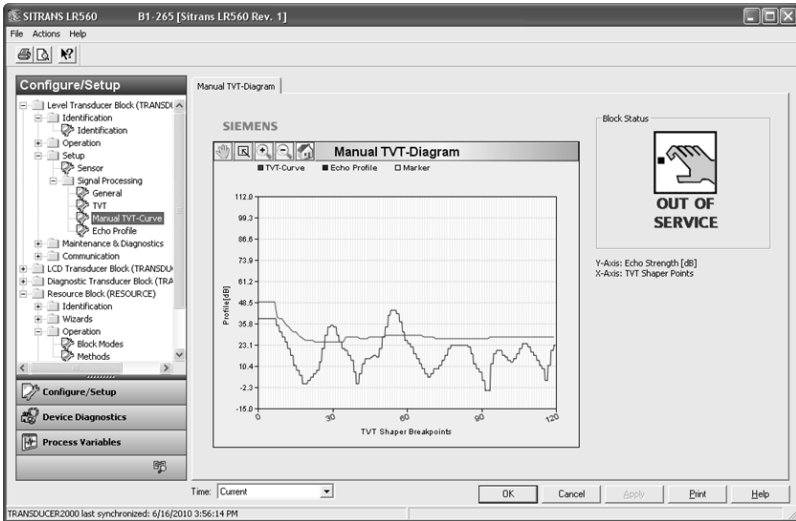 SITRANS LR560 B1-265 [Sitrans LR560 Rev. 1]
File Actions Help
Configure/Setup
Level Transducer Block (TRANSDU
Identification
Identification
Operation
Setup
Sensor
Signal Processing
General
TVT
Manual TVT-Curve
Echo Profile
Maintenance & Diagnostics
Communication
LCD Transducer Block (TRANSDU
Diagnostic Transducer Block (TRA
Resource Block (RESOURCE)
Identification
Wizards
Operation
Block Modes
Methods
Configure/Setup
Device Diagnostics
Process Variables
Manual TVT-Diagram
SIEMENS
Manual TVT-Diagram
TVT-Curve Echo Profile Marker
Profile[dB]
112.0
99.3
86.6
73.9
61.2
48.5
35.8
23.1
10.4
-2.3
-15.0
0 30 60 90 120
TVT Shaper Breakpoints
Block Status
OUT OF
SERVICE
Y-Axis: Echo Strength [dB]
X-Axis: TVT Shaper Points
Time: Current
OK Cancel Apply Print Help
TRANSDUCER2000 last synchronized: 6/16/2010 3:56:14 PM